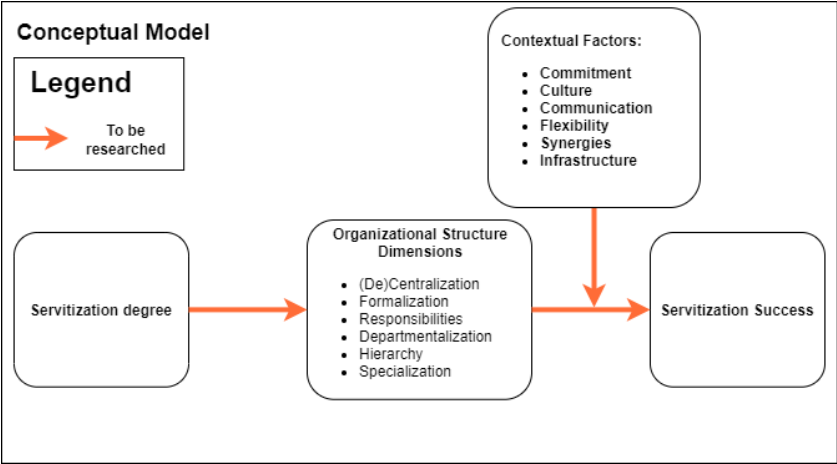 Conceptual Model
Legend
To be
researched
Contextual Factors:
• Commitment
• Culture
• Communication
• Flexibility
• Synergies
• Infrastructure
Servitization degree
Organizational Structure
Dimensions
• (De)Centralization
• Formalization
• Responsibilities
• Departmentalization
• Hierarchy
• Specialization
Servitization Success